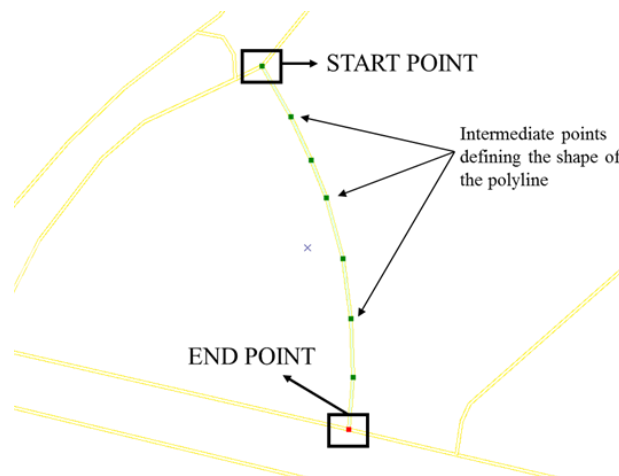 START POINT
Intermediate points
defining the shape of
the polyline
END POINT